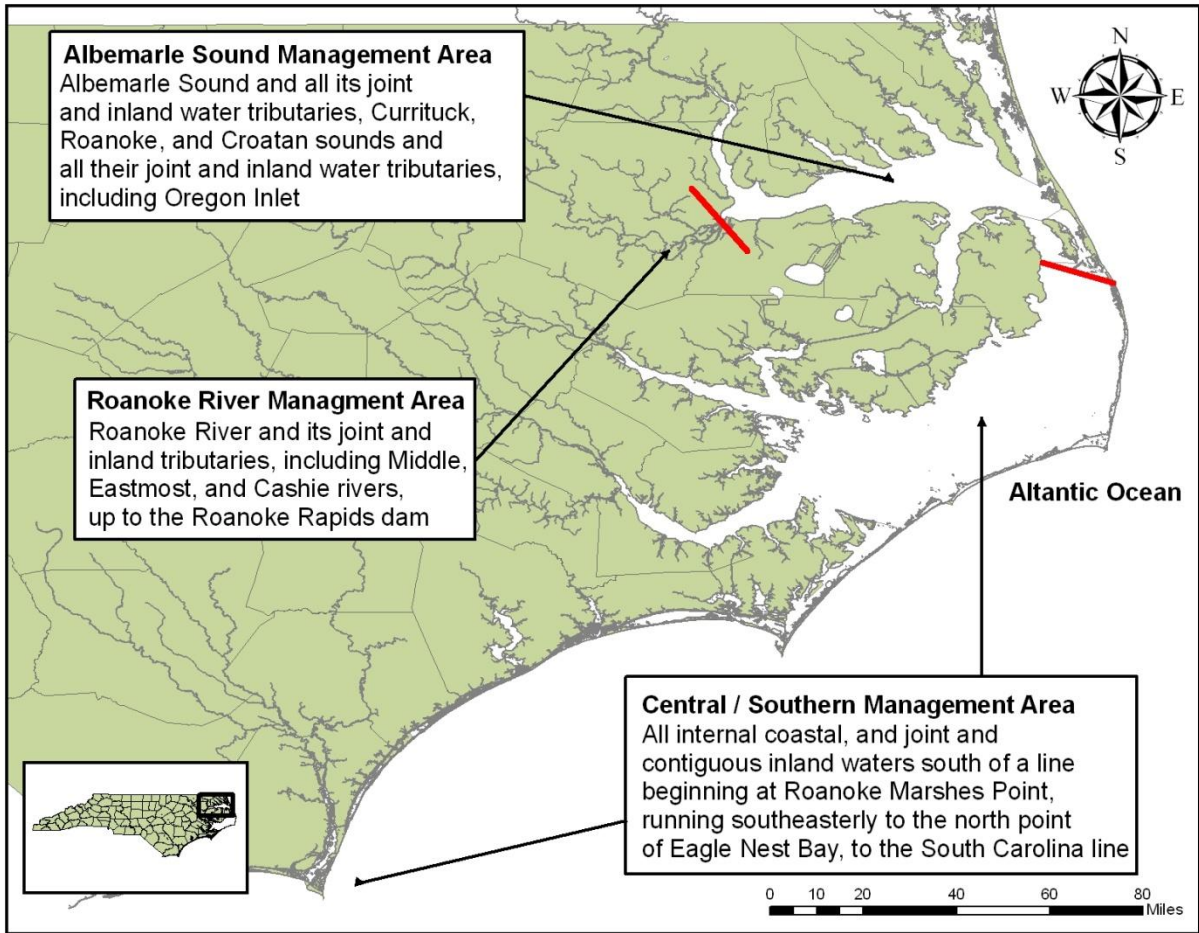 Albemarle Sound Management Area
Albemarle Sound and all its joint
and inland water tributaries, Currituck,
Roanoke, and Croatan sounds and
all their joint and inland water tributaries,
including Oregon Inlet
N
W E
S
Roanoke River Managment Area
Roanoke River and its joint and
inland tributaries, including Middle,
Eastmost, and Cashie rivers,
up to the Roanoke Rapids dam
Altantic Ocean
Central / Southern Management Area
All internal coastal, and joint and
contiguous inland waters south of a line
beginning at Roanoke Marshes Point,
running southeasterly to the north point
of Eagle Nest Bay, to the South Carolina line
0 10 20 40 60 80
Miles